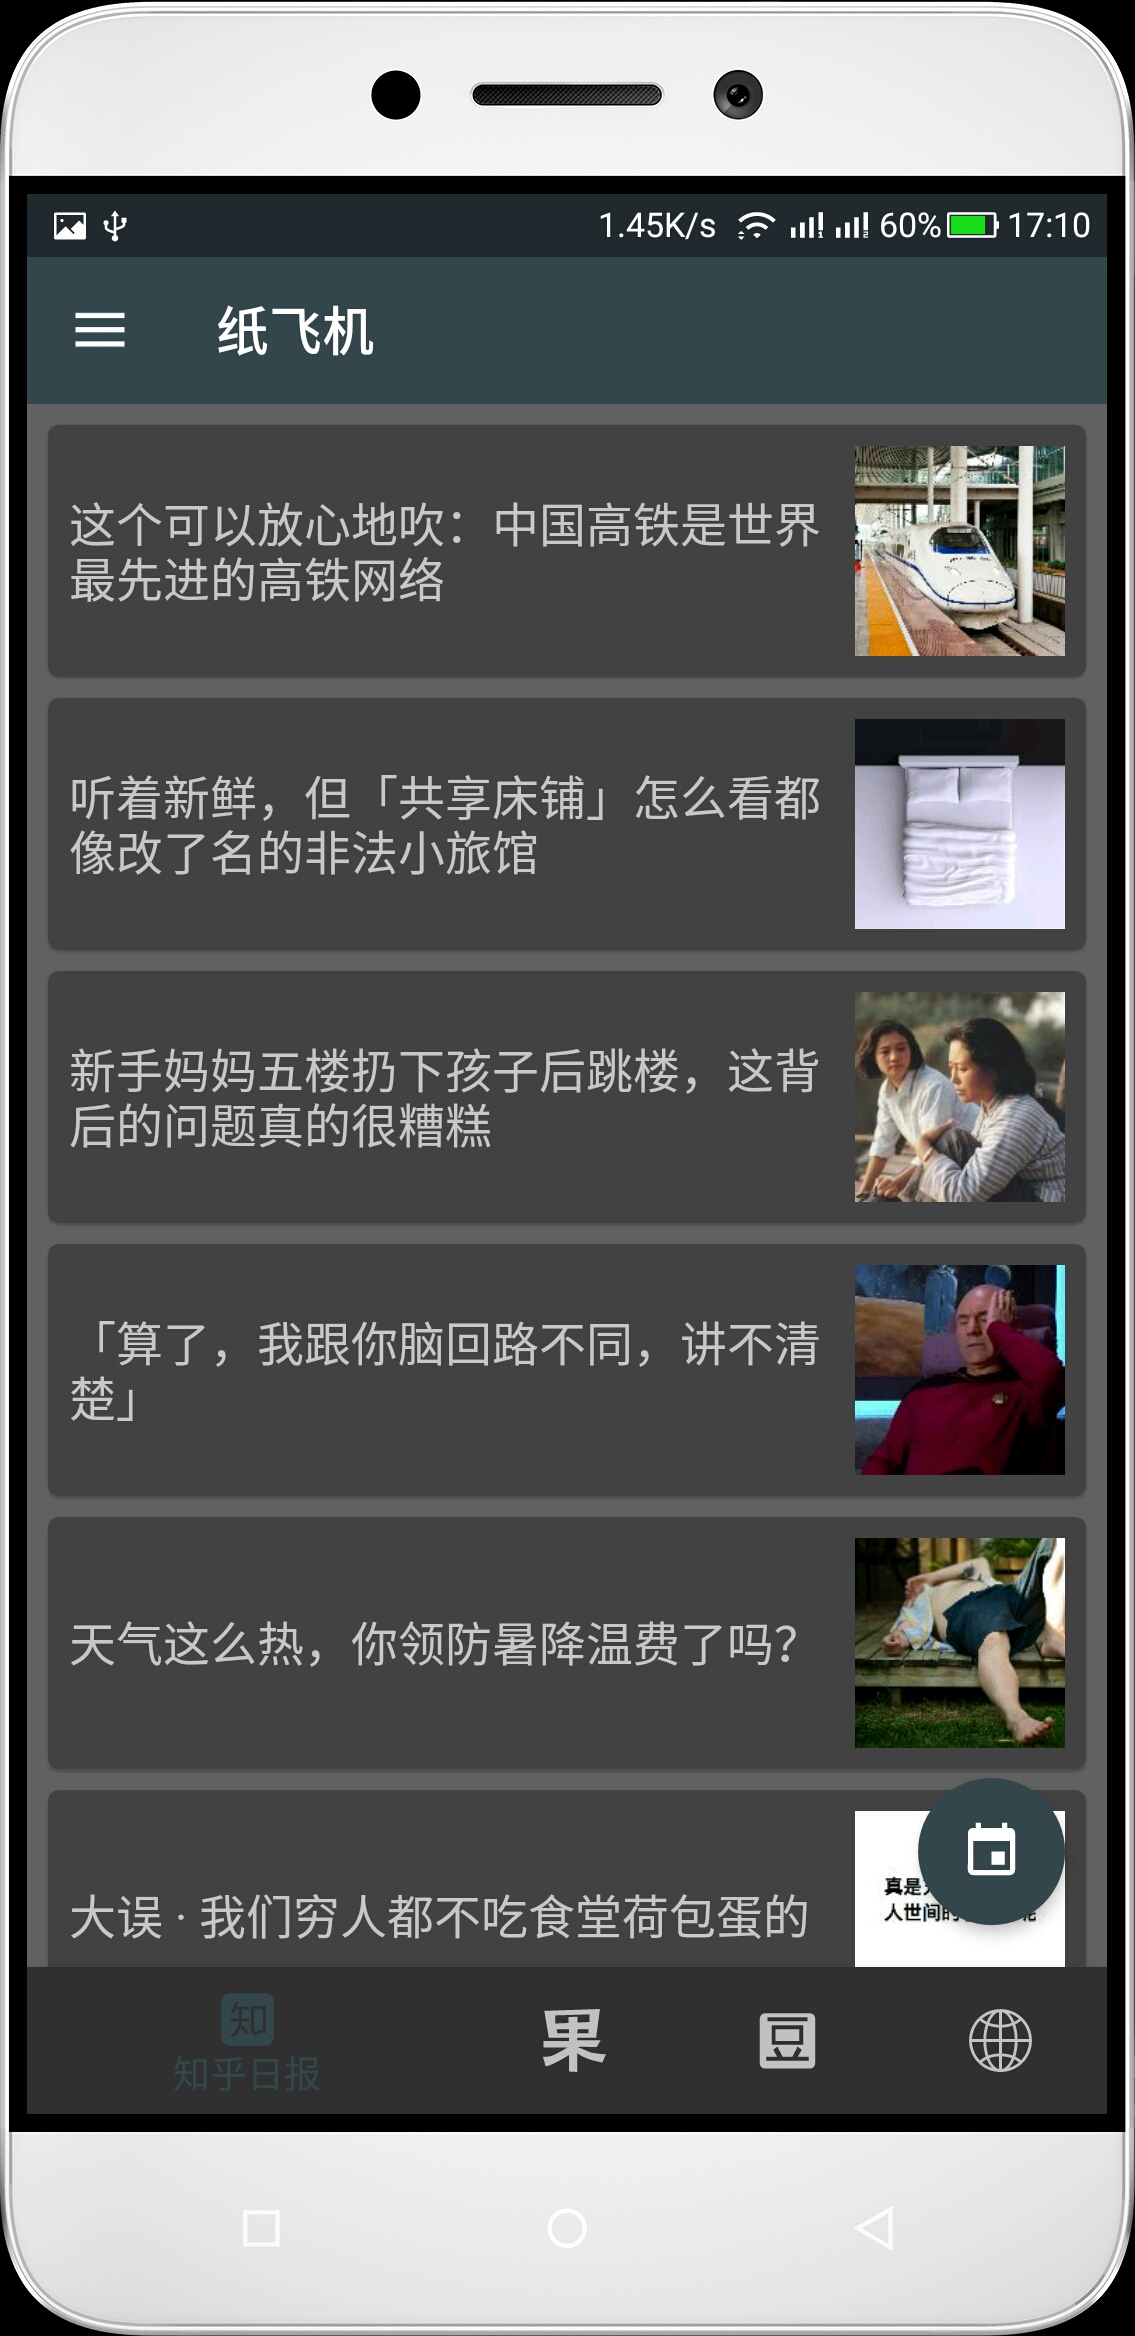 1.45K/s 60% 17:10
纸飞机
这个可以放心地吹：中国高铁是世界
最先进的高铁网络
听着新鲜，但「共享床铺」怎么看都
像改了名的非法小旅馆
新手妈妈五楼扔下孩子后跳楼，这背
后的问题真的很糟糕
「算了，我跟你脑回路不同，讲不清
楚」
天气这么热，你领防暑降温费了吗？
大误 · 我们穷人都不吃食堂荷包蛋的
真是
人世间的
知 果 豆
知乎日报